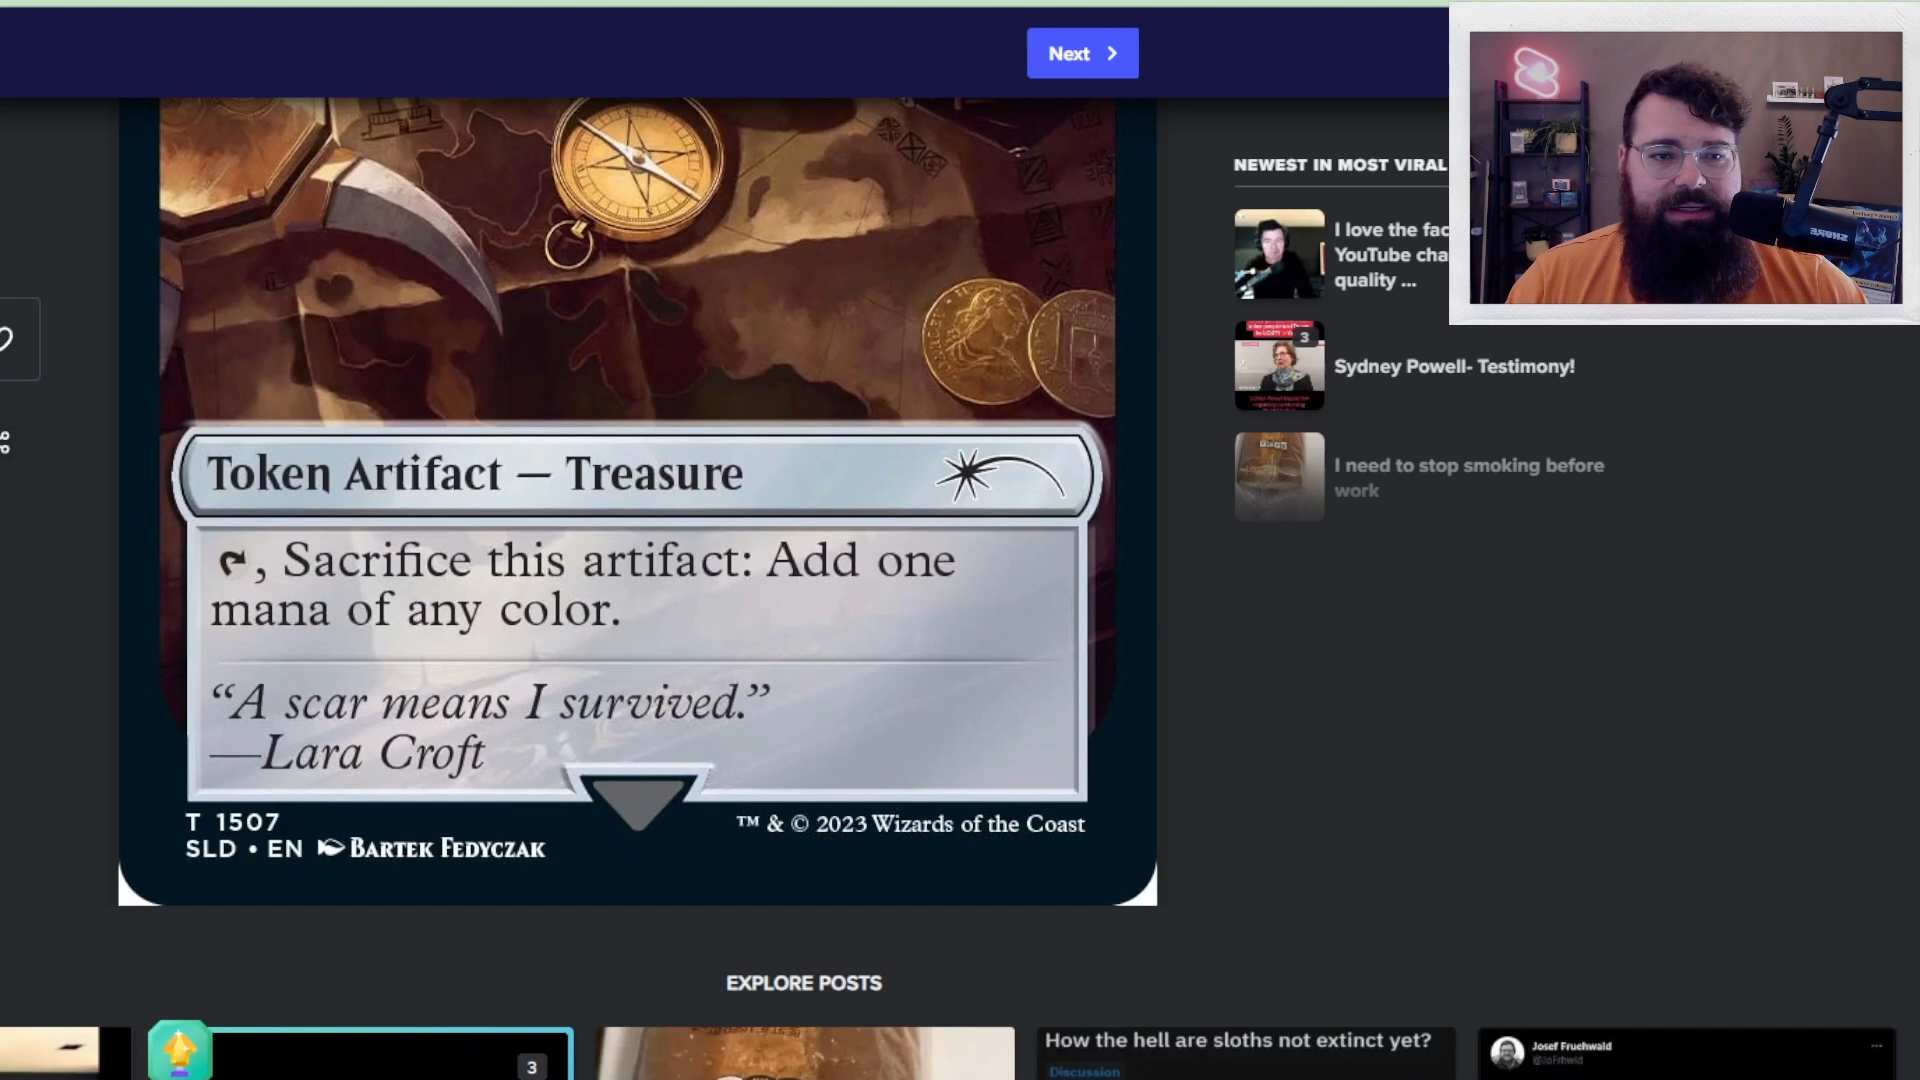 Next
NEWEST IN MOST VIRAL
I love the fac
YouTube cha
quality ...
3
Sydney Powell- Testimony!
I need to stop smoking before
work
SHURE
Token Artifact — Treasure
, Sacrifice this artifact: Add one
mana of any color.
“A scar means I survived.”
—Lara Croft
T 1507
SLD • EN BARTEK FEDYCZAK
™ & © 2023 Wizards of the Coast
EXPLORE POSTS
3
How the hell are sloths not extinct yet?
Discussion
Josef Fruehwald